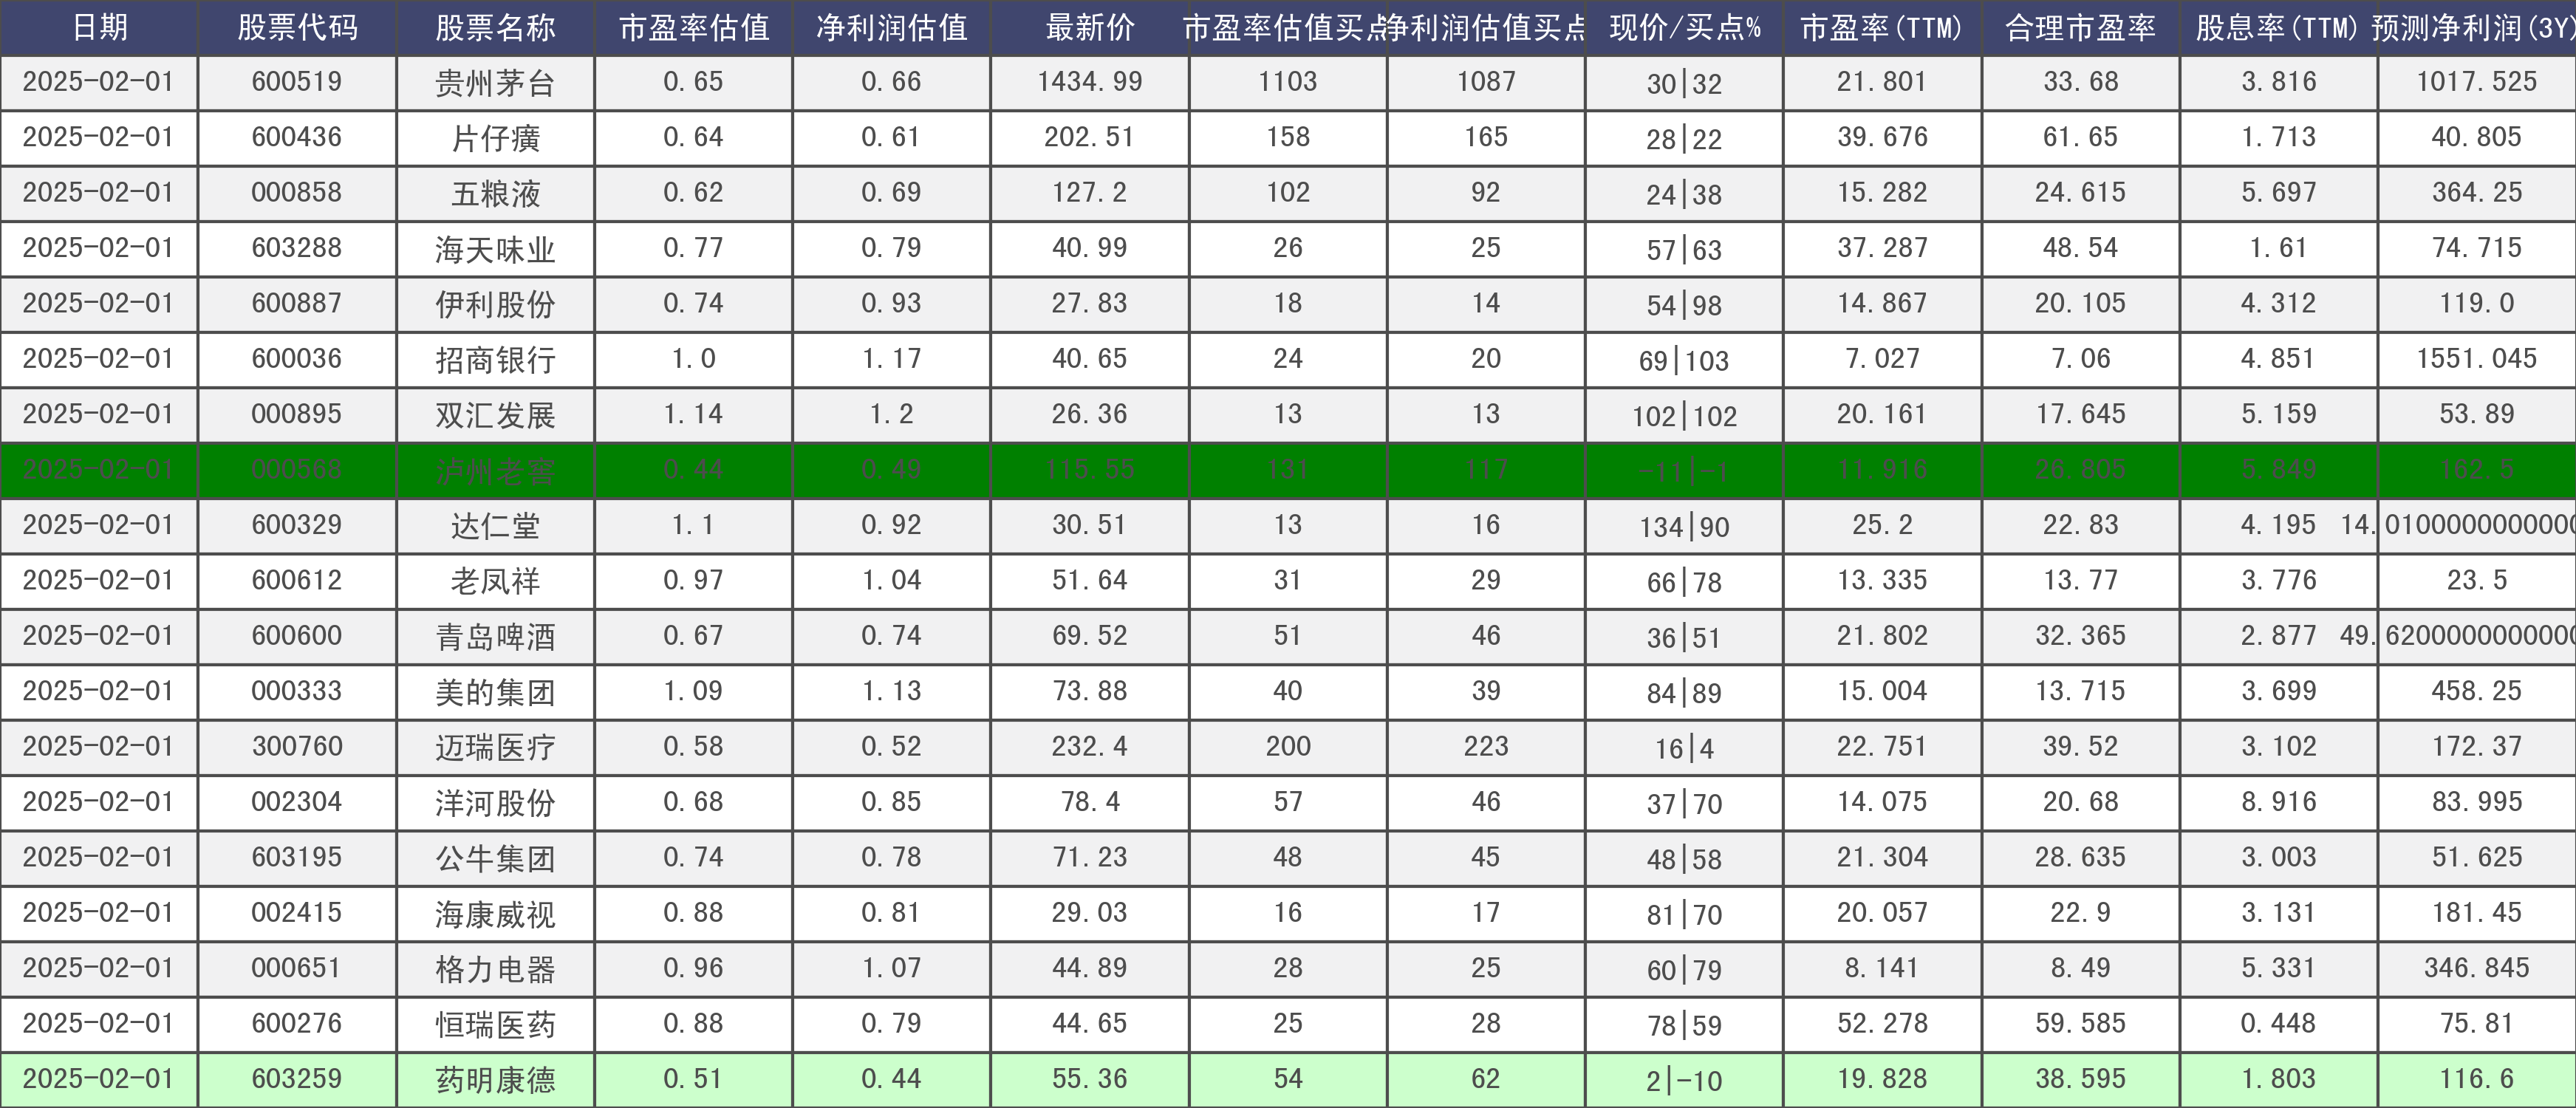 日期 股票代码 股票名称 市盈率估值 净利润估值 最新价 市盈率估值买点 净利润估值买点 现价/买点% 市盈率(TTM) 合理市盈率 股息率(TTM) 预测净利润(3Y)
2025-02-01 600519 贵州茅台 0.65 0.66 1434.99 1103 1087 30|32 21.801 33.68 3.816 1017.525
2025-02-01 600436 片仔癀 0.64 0.61 202.51 158 165 28|22 39.676 61.65 1.713 40.805
2025-02-01 000858 五粮液 0.62 0.69 127.2 102 92 24|38 15.282 24.615 5.697 364.25
2025-02-01 603288 海天味业 0.77 0.79 40.99 26 25 57|63 37.287 48.54 1.61 74.715
2025-02-01 600887 伊利股份 0.74 0.93 27.83 18 14 54|98 14.867 20.105 4.312 119.0
2025-02-01 600036 招商银行 1.0 1.17 40.65 24 20 69|103 7.027 7.06 4.851 1551.045
2025-02-01 000895 双汇发展 1.14 1.2 26.36 13 13 102|102 20.161 17.645 5.159 53.89
2025-02-01 000568 泸州老窖 0.44 0.49 115.55 131 117 -11|-1 11.916 26.805 5.849 162.5
2025-02-01 600329 达仁堂 1.1 0.92 30.51 13 16 134|90 25.2 22.83 4.195 14.0100000000000
2025-02-01 600612 老凤祥 0.97 1.04 51.64 31 29 66|78 13.335 13.77 3.776 23.5
2025-02-01 600600 青岛啤酒 0.67 0.74 69.52 51 46 36|51 21.802 32.365 2.877 49.6200000000000
2025-02-01 000333 美的集团 1.09 1.13 73.88 40 39 84|89 15.004 13.715 3.699 458.25
2025-02-01 300760 迈瑞医疗 0.58 0.52 232.4 200 223 16|4 22.751 39.52 3.102 172.37
2025-02-01 002304 洋河股份 0.68 0.85 78.4 57 46 37|70 14.075 20.68 8.916 83.995
2025-02-01 603195 公牛集团 0.74 0.78 71.23 48 45 48|58 21.304 28.635 3.003 51.625
2025-02-01 002415 海康威视 0.88 0.81 29.03 16 17 81|70 20.057 22.9 3.131 181.45
2025-02-01 000651 格力电器 0.96 1.07 44.89 28 25 60|79 8.141 8.49 5.331 346.845
2025-02-01 600276 恒瑞医药 0.88 0.79 44.65 25 28 78|59 52.278 59.585 0.448 75.81
2025-02-01 603259 药明康德 0.51 0.44 55.36 54 62 2|-10 19.828 38.595 1.803 116.6